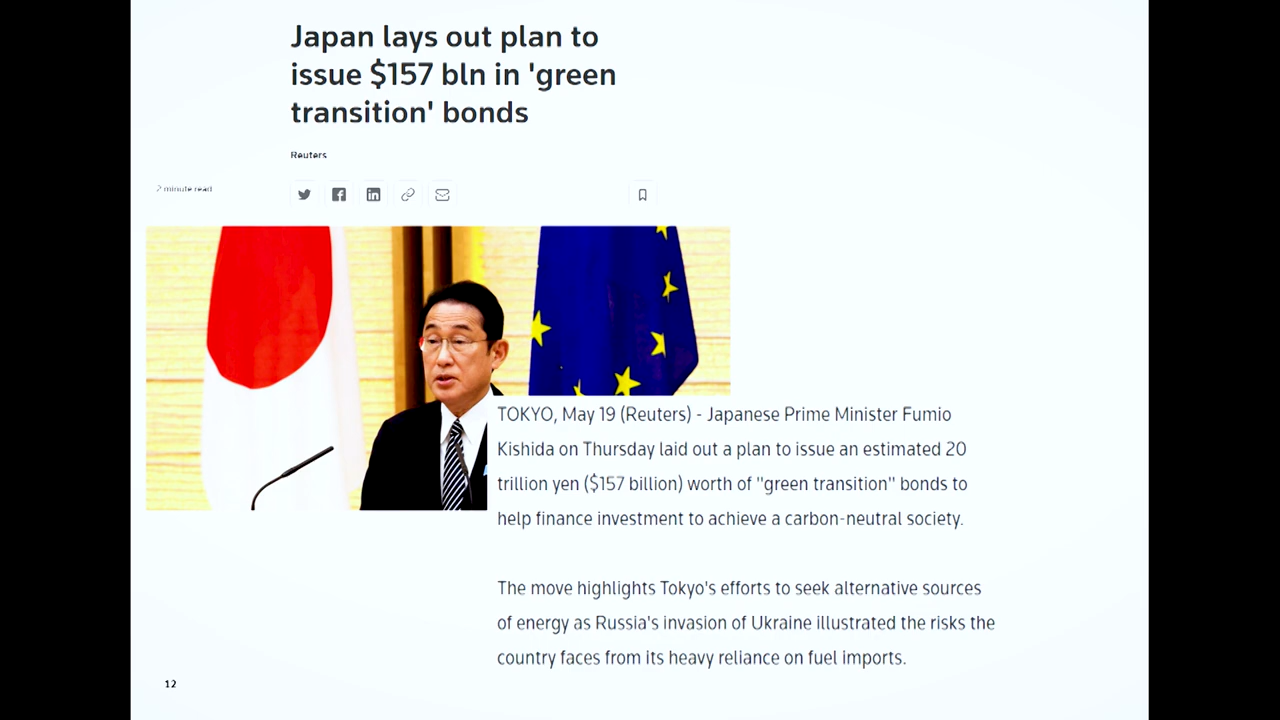 Japan lays out plan to
issue $157 bln in 'green
transition' bonds
Reuters
2 minute read
TOKYO, May 19 (Reuters) - Japanese Prime Minister Fumio
Kishida on Thursday laid out a plan to issue an estimated 20
trillion yen ($157 billion) worth of "green transition" bonds to
help finance investment to achieve a carbon-neutral society.
The move highlights Tokyo's efforts to seek alternative sources
of energy as Russia's invasion of Ukraine illustrated the risks the
country faces from its heavy reliance on fuel imports.
12